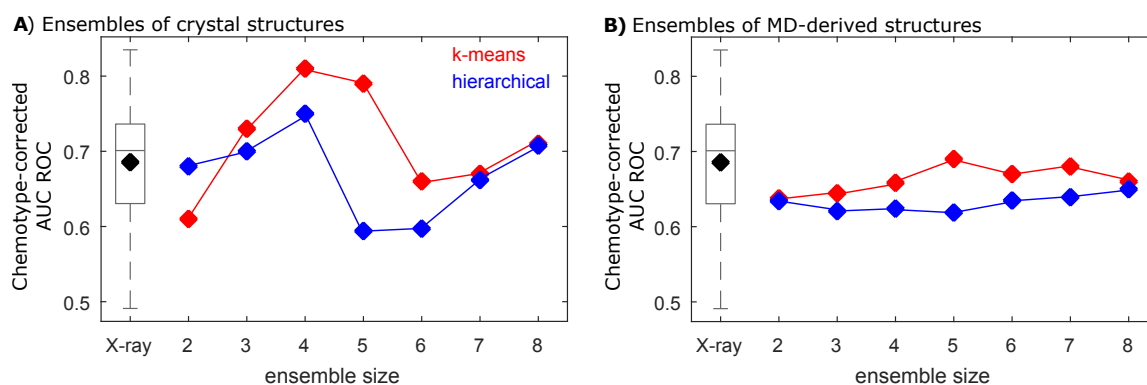 A) Ensembles of crystal structures
Chemotype-corrected
AUC ROC
0.8
0.7
0.6
0.5
k-means
hierarchical
X-ray 2 3 4 5 6 7 8
ensemble size
B) Ensembles of MD-derived structures
Chemotype-corrected
AUC ROC
0.8
0.7
0.6
0.5
X-ray 2 3 4 5 6 7 8
ensemble size